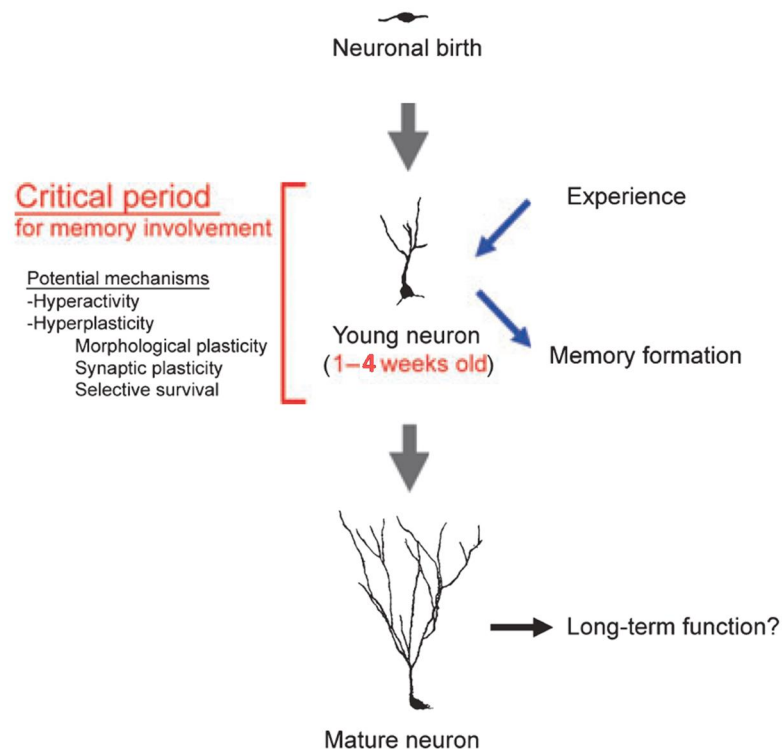 Neuronal birth
Critical period
for memory involvement
Potential mechanisms
-Hyperactivity
-Hyperplasticity
Morphological plasticity
Synaptic plasticity
Selective survival
Experience
Young neuron
(1–4 weeks old)
Memory formation
Long-term function?
Mature neuron